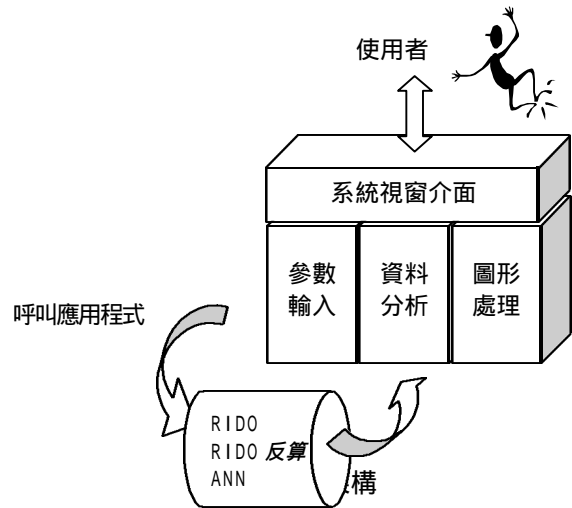 使用者
系統視窗介面
參數
輸入
資料
分析
圖形
處理
呼叫應用程式
RIDO
RIDO 反算
ANN
構